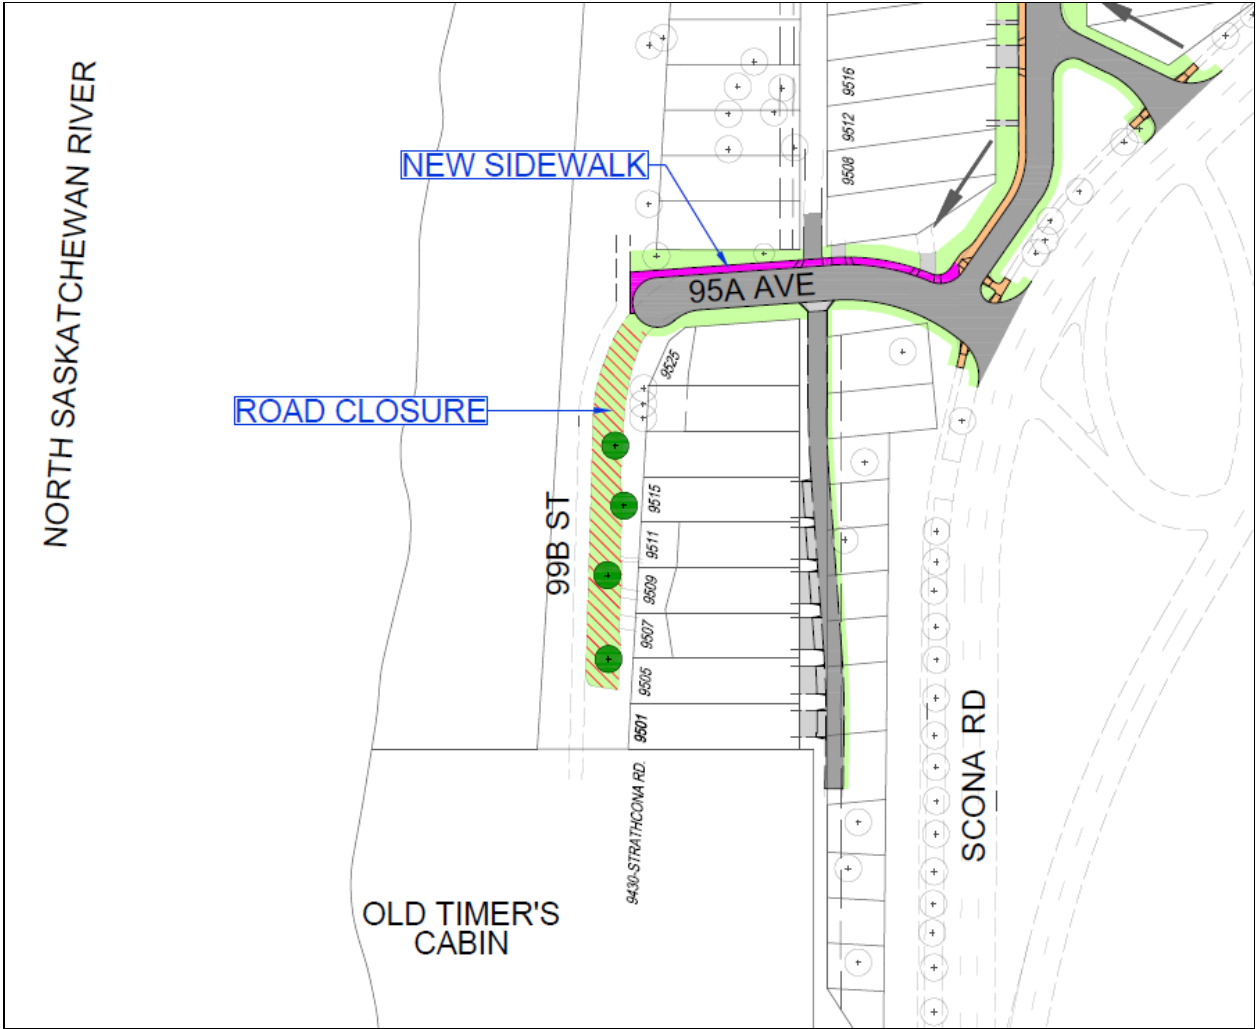 NORTH SASKATCHEWAN RIVER
9516
9512
9508
NEW SIDEWALK
95A AVE
9525
ROAD CLOSURE
99B ST
9515
9511
9509
9507
9505
9501
9430-STRATHCONA RD.
SCONA RD
OLD TIMER'S
CABIN